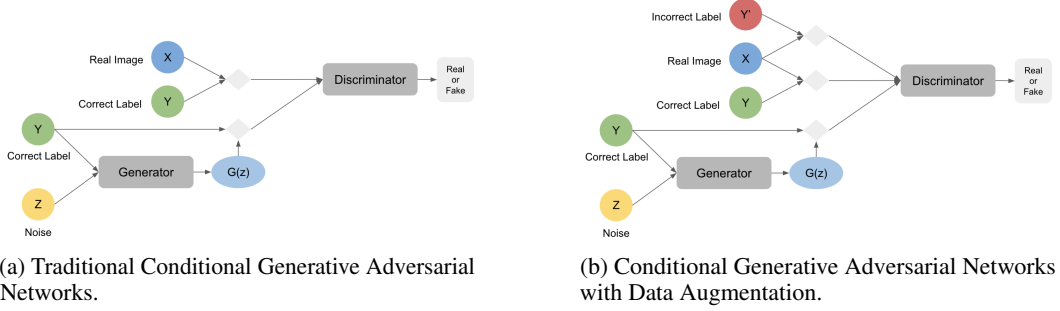 Real Image
X
Correct Label
Y
Discriminator
Real
or
Fake
Y
Correct Label
Generator
G(z)
Z
Noise
(a) Traditional Conditional Generative Adversarial
Networks.
Incorrect Label
Y'
Real Image
X
Correct Label
Y
Discriminator
Real
or
Fake
Y
Correct Label
Generator
G(z)
Z
Noise
(b) Conditional Generative Adversarial Networks
with Data Augmentation.